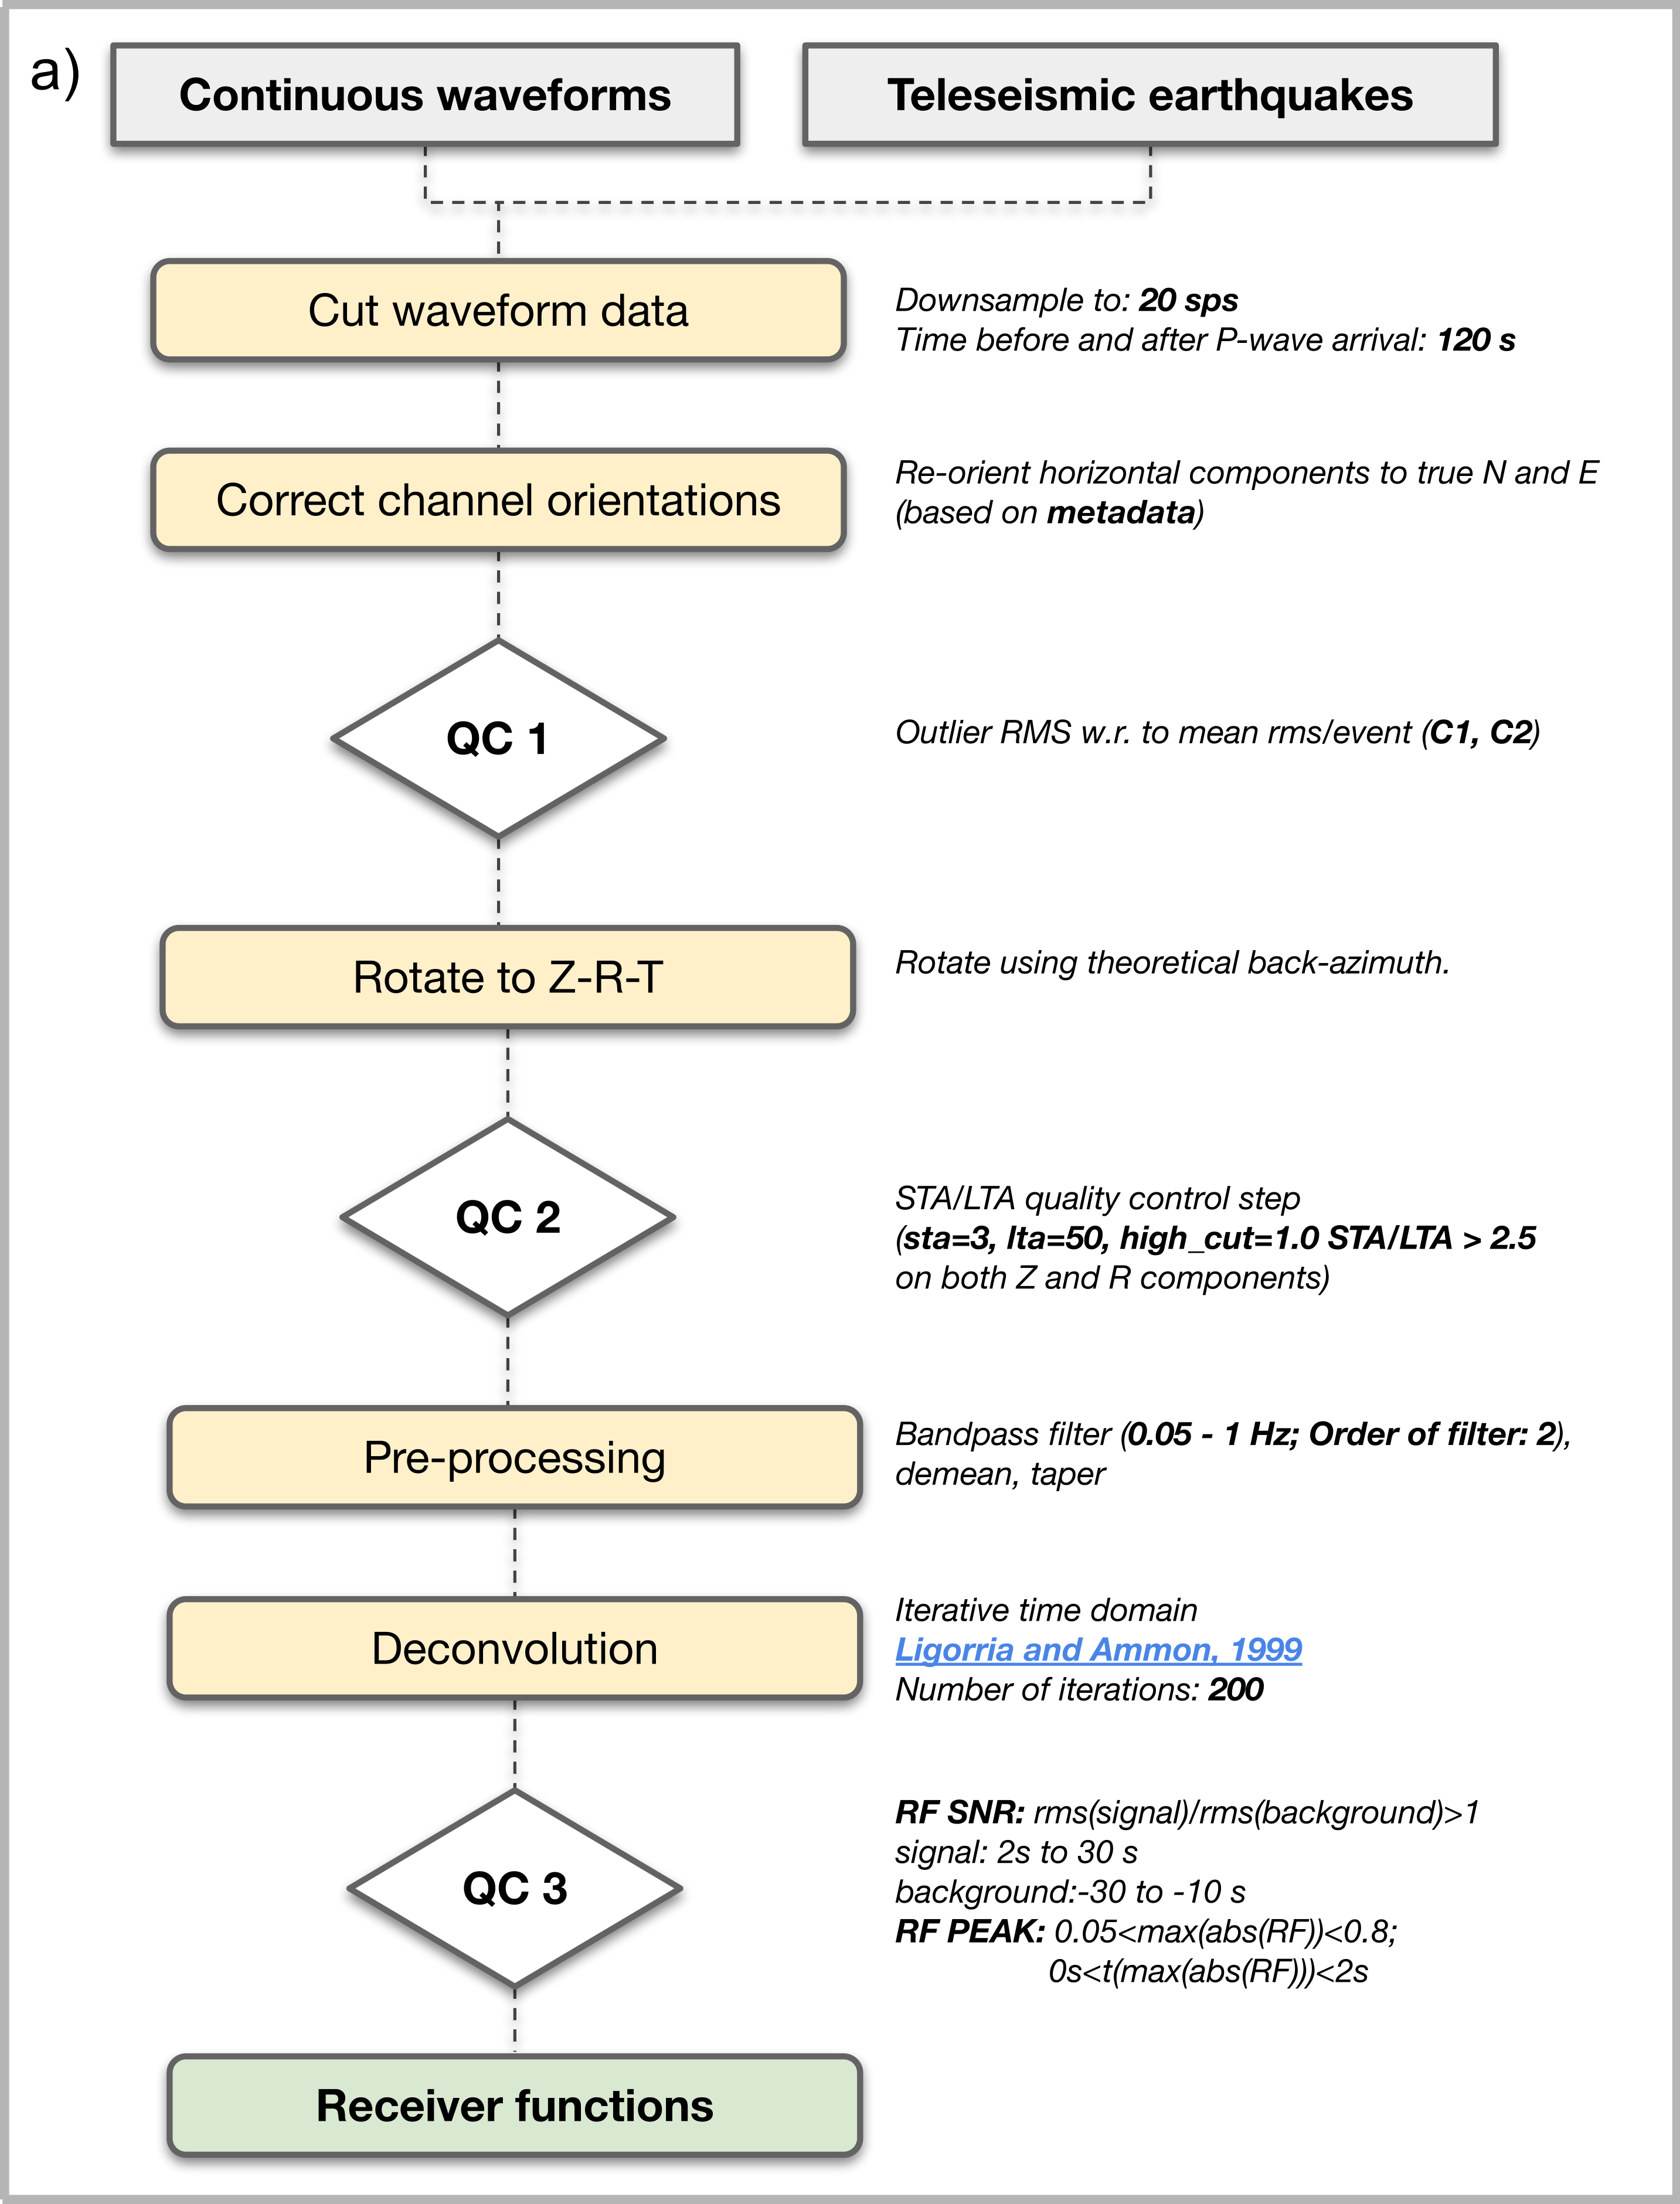 a)
Continuous waveforms
Teleseismic earthquakes
Cut waveform data
Downsample to: 20 sps
Time before and after P-wave arrival: 120 s
Correct channel orientations
Re-orient horizontal components to true N and E
(based on metadata)
QC 1
Outlier RMS w.r. to mean rms/event (C1, C2)
Rotate to Z-R-T
Rotate using theoretical back-azimuth.
QC 2
STA/LTA quality control step
(sta=3, lta=50, high_cut=1.0 STA/LTA > 2.5
on both Z and R components)
Pre-processing
Bandpass filter (0.05 - 1 Hz; Order of filter: 2),
demean, taper
Deconvolution
Iterative time domain
Ligorria and Ammon, 1999
Number of iterations: 200
QC 3
RF SNR: rms(signal)/rms(background)>1
signal: 2s to 30 s
background:-30 to -10 s
RF PEAK: 0.05<max(abs(RF))<0.8;
0s<t(max(abs(RF)))<2s
Receiver functions